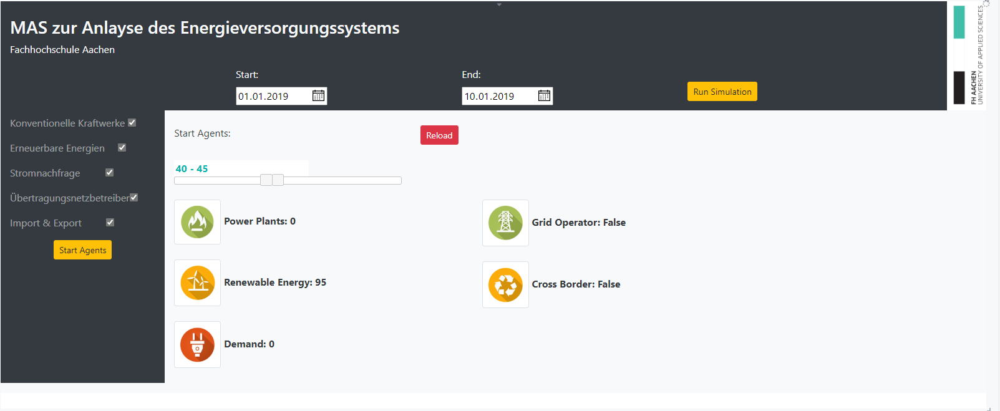 MAS zur Anlayse des Energieversorgungssystems
Fachhochschule Aachen
Start:
End:
01.01.2019
10.01.2019
Run Simulation
FH AACHEN
UNIVERSITY OF APPLIED SCIENCES
Konventionelle Kraftwerke
Erneuerbare Energien
Stromnachfrage
Übertragungsnetzbetreiber
Import & Export
Start Agents
Start Agents:
Reload
40 - 45
Power Plants: 0
Grid Operator: False
Renewable Energy: 95
Cross Border: False
Demand: 0